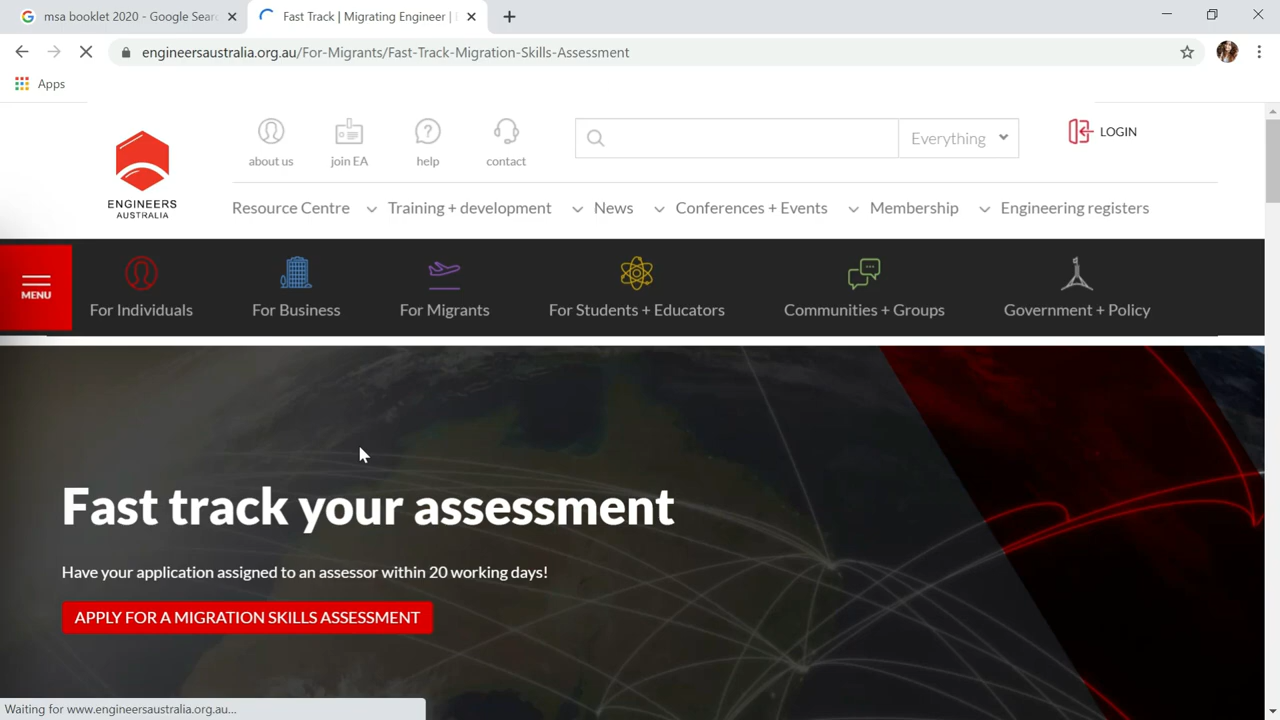 msa booklet 2020 - Google Sear
Fast Track | Migrating Engineer |
engineersaustralia.org.au/For-Migrants/Fast-Track-Migration-Skills-Assessment
Apps
ENGINEERS
AUSTRALIA
about us
join EA
help
contact
Everything
LOGIN
Resource Centre
Training + development
News
Conferences + Events
Membership
Engineering registers
MENU
For Individuals
For Business
For Migrants
For Students + Educators
Communities + Groups
Government + Policy
Fast track your assessment
Have your application assigned to an assessor within 20 working days!
APPLY FOR A MIGRATION SKILLS ASSESSMENT
Waiting for www.engineersaustralia.org.au...